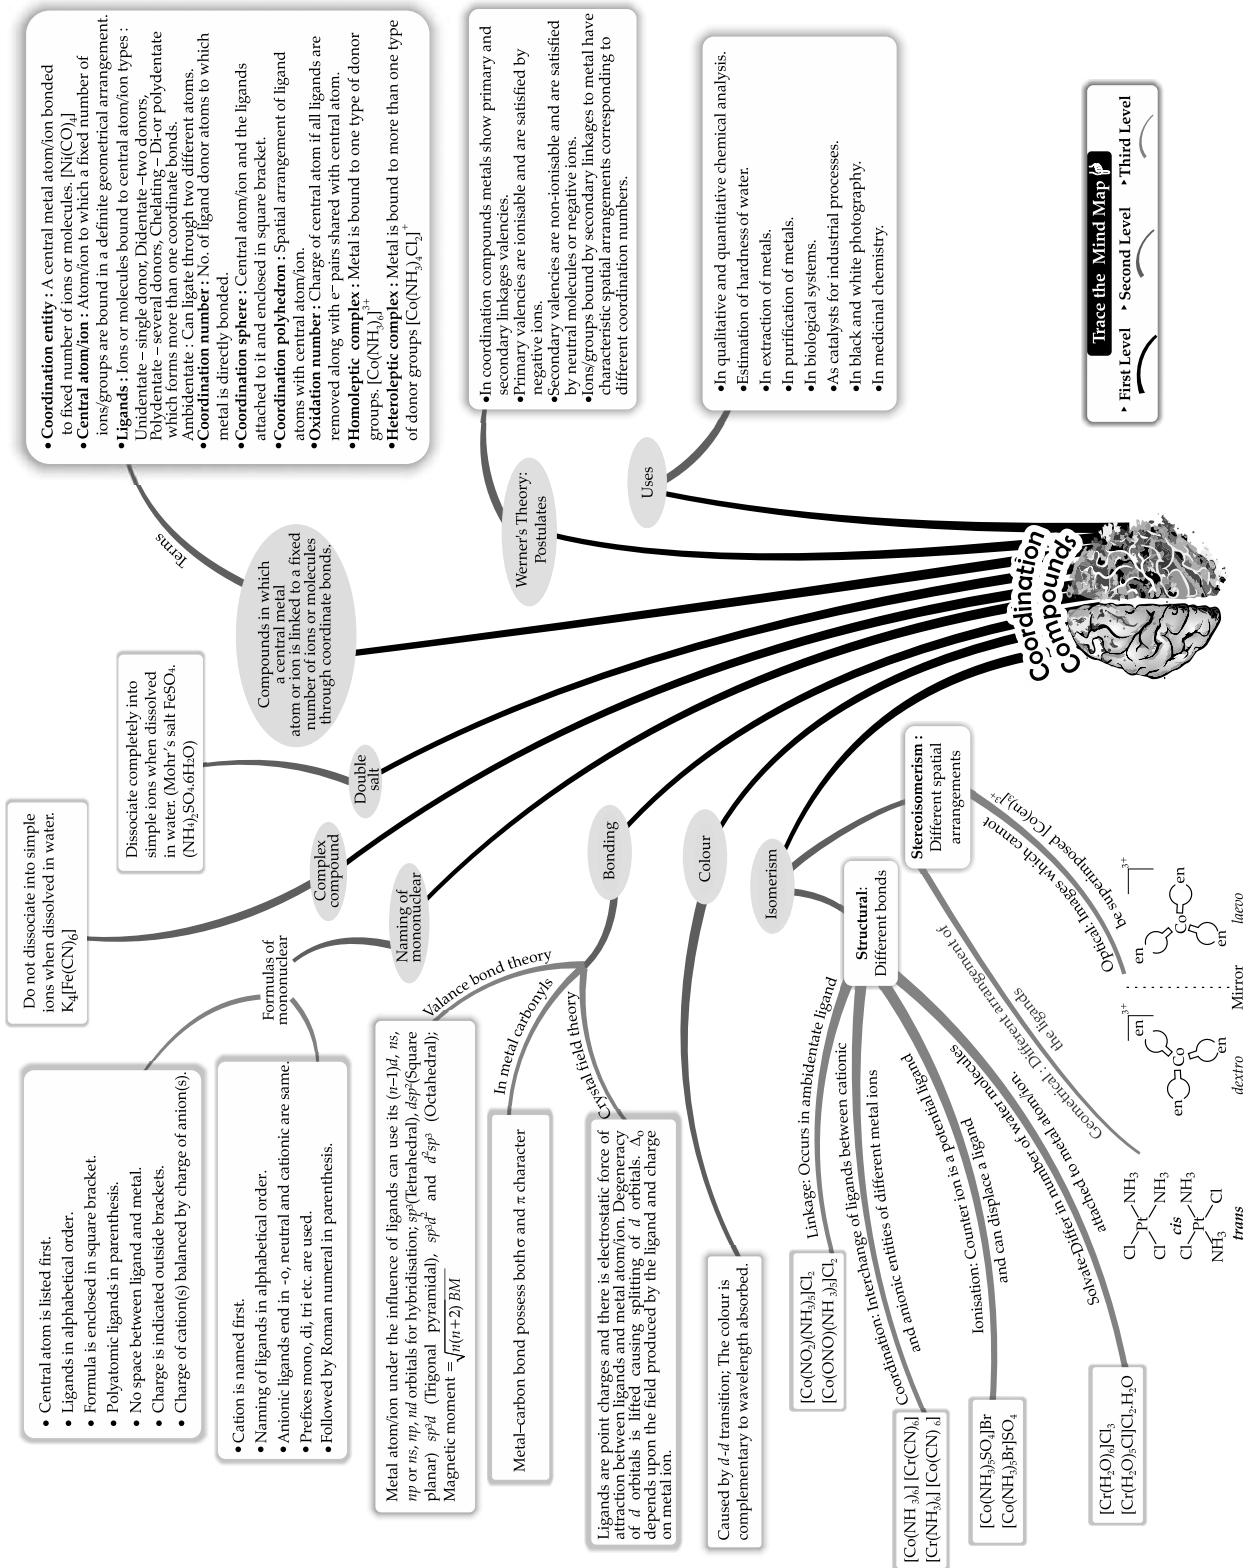 Coordination
Compounds
Trace the Mind Map
First Level
Second Level
Third Level
Compounds in which
a central metal
atom or ion is linked to a fixed
number of ions or molecules
through coordinate bonds.
Terms
• Coordination entity : A central metal atom/ion bonded
to fixed number of ions or molecules. [Ni(CO)4]
• Central atom/ion : Atom/ion to which a fixed number of
ions/groups are bound in a definite geometrical arrangement.
• Ligands : Ions or molecules bound to central atom/ion types :
Unidentate – single donor, Didentate –two donors,
Polydentate – several donors, Chelating – Di-or polydentate
which forms more than one coordinate bonds.
Ambidentate : Can ligate through two different atoms.
• Coordination number : No. of ligand donor atoms to which
metal is directly bonded.
• Coordination sphere : Central atom/ion and the ligands
attached to it and enclosed in square bracket.
• Coordination polyhedron : Spatial arrangement of ligand
atoms with central atom/ion.
• Oxidation number : Charge of central atom if all ligands are
removed along with e– pairs shared with central atom.
• Homoleptic complex : Metal is bound to one type of donor
groups. [Co(NH3)6]3+
• Heteroleptic complex : Metal is bound to more than one type
of donor groups [Co(NH3)4Cl2]+
Werner's Theory:
Postulates
• In coordination compounds metals show primary and
secondary linkages valencies.
• Primary valencies are ionisable and are satisfied by
negative ions.
• Secondary valencies are non-ionisable and are satisfied
by neutral molecules or negative ions.
• Ions/groups bound by secondary linkages to metal have
characteristic spatial arrangements corresponding to
different coordination numbers.
Uses
• In qualitative and quantitative chemical analysis.
• Estimation of hardness of water.
• In extraction of metals.
• In purification of metals.
• In biological systems.
• As catalysts for industrial processes.
• In black and white photography.
• In medicinal chemistry.
Double
salt
Dissociate completely into
simple ions when dissolved
in water. (Mohr's salt FeSO4.
(NH4)2SO4.6H2O)
Complex
compound
Do not dissociate into simple
ions when dissolved in water.
K4[Fe(CN)6]
Naming of
mononuclear
Formulas of
mononuclear
• Central atom is listed first.
• Ligands in alphabetical order.
• Formula is enclosed in square bracket.
• Polyatomic ligands in parenthesis.
• No space between ligand and metal.
• Charge is indicated outside brackets.
• Charge of cation(s) balanced by charge of anion(s).
• Cation is named first.
• Naming of ligands in alphabetical order.
• Anionic ligands end in -o, neutral and cationic are same.
• Prefixes mono, di, tri etc. are used.
• Followed by Roman numeral in parenthesis.
Bonding
Valance bond theory
Metal atom/ion under the influence of ligands can use its (n–1)d, ns,
np or ns, np, nd orbitals for hybridisation; sp3(Tetrahedral), dsp2(Square
planar) sp3d (Trigonal pyramidal), sp3d2 and d2sp3 (Octahedral);
Magnetic moment = √n(n+2) BM
In metal carbonyls
Metal–carbon bond possess both σ and π character
Crystal field theory
Ligands are point charges and there is electrostatic force of
attraction between ligands and metal atom/ion. Degeneracy
of d orbitals is lifted causing splitting of d orbitals. Δo
depends upon the field produced by the ligand and charge
on metal ion.
Colour
Caused by d-d transition; The colour is
complementary to wavelength absorbed.
Isomerism
Structural:
Different bonds
Linkage: Occurs in ambidentate ligand
[Co(NO2)(NH3)5]Cl2
[Co(ONO)(NH 3)5]Cl2
Coordination: Interchange of ligands between cationic
and anionic entities of different metal ions
[Co(NH 3)6] [Cr(CN)6]
[Cr(NH3)6] [Co(CN) 6]
Ionisation: Counter ion is a potential ligand
and can displace a ligand
[Co(NH3)5SO4]Br
[Co(NH3)5Br]SO4
Solvate-Differ in number of water molecules
attached to metal atom/ion.
[Cr(H2O)6]Cl3
[Cr(H2O)5Cl]Cl2.H2O
Stereoisomerism :
Different spatial
arrangements
Geometrical : Different arrangement of
the ligands
Cl NH3
Pt
Cl NH3
cis
Cl NH3
Pt
NH3 Cl
trans
Optical: Images which cannot
be superimposed [Co(en)3]3+
3+
en
Co
en
en
dextro
Mirror
3+
en
Co
en
en
laevo